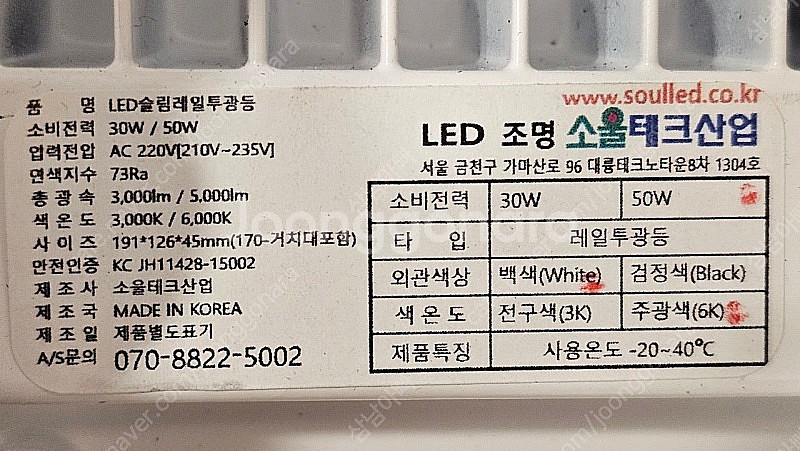 품 명 LED슬림레일투광등
소비전력 30W / 50W
업력전압 AC 220V[210V~235V]
연색지수 73Ra
총 광 속 3,000lm / 5,000lm
색 온 도 3,000K / 6,000K
사 이 즈 191*126*45mm(170-거치대포함)
안전인증 KC JH11428-15002
제 조 사 소울테크산업
제 조 국 MADE IN KOREA
제 조 일 제품별도표기
A/S문의 070-8822-5002
www.soulled.co.kr
LED 조명 소울테크산업
서울 금천구 가마산로 96 대륭테크노타운8차 1304호
소비전력 30W 50W
타 입 레일투광등
외관색상 백색(White) 검정색(Black)
색 온 도 전구색(3K) 주광색(6K)
제품특징 사용온도 -20~40℃
joongonara